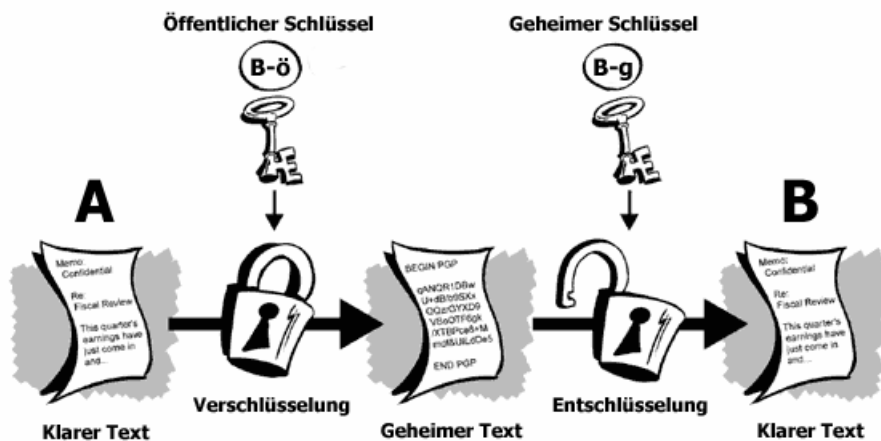 Öffentlicher Schlüssel
Geheimer Schlüssel
B-ö
B-g
A
B
Memo:
Confidential
Re:
Fiscal Review
This quarter's
earnings have
just come in
and...
BEGIN PGP
END PGP
Memo:
Confidential
Re:
Fiscal Review
This quarter's
earnings have
just come in
and...
Verschlüsselung
Entschlüsselung
Klarer Text
Geheimer Text
Klarer Text